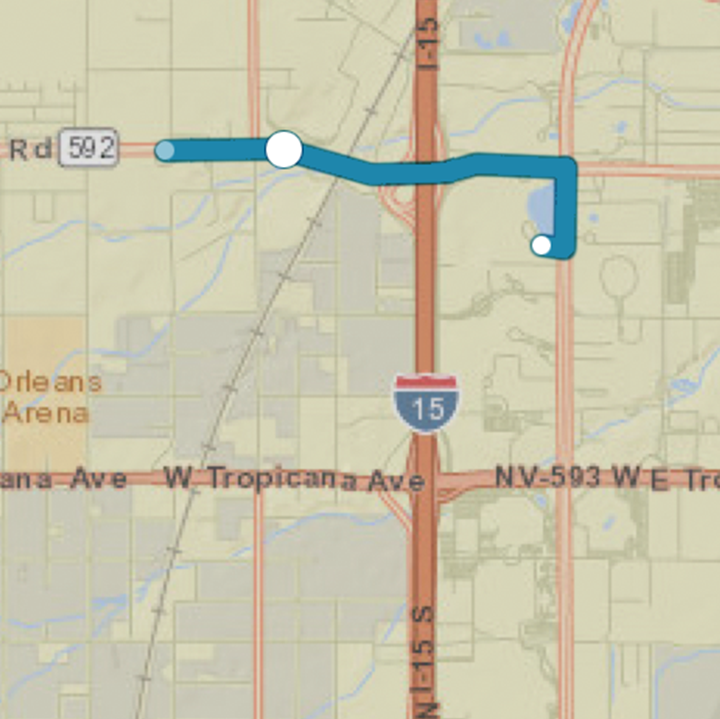 I-15
Rd 592
Orleans
Arena
15
ana Ave W Tropicana Ave NV-593 W E Tro
N I-15 S